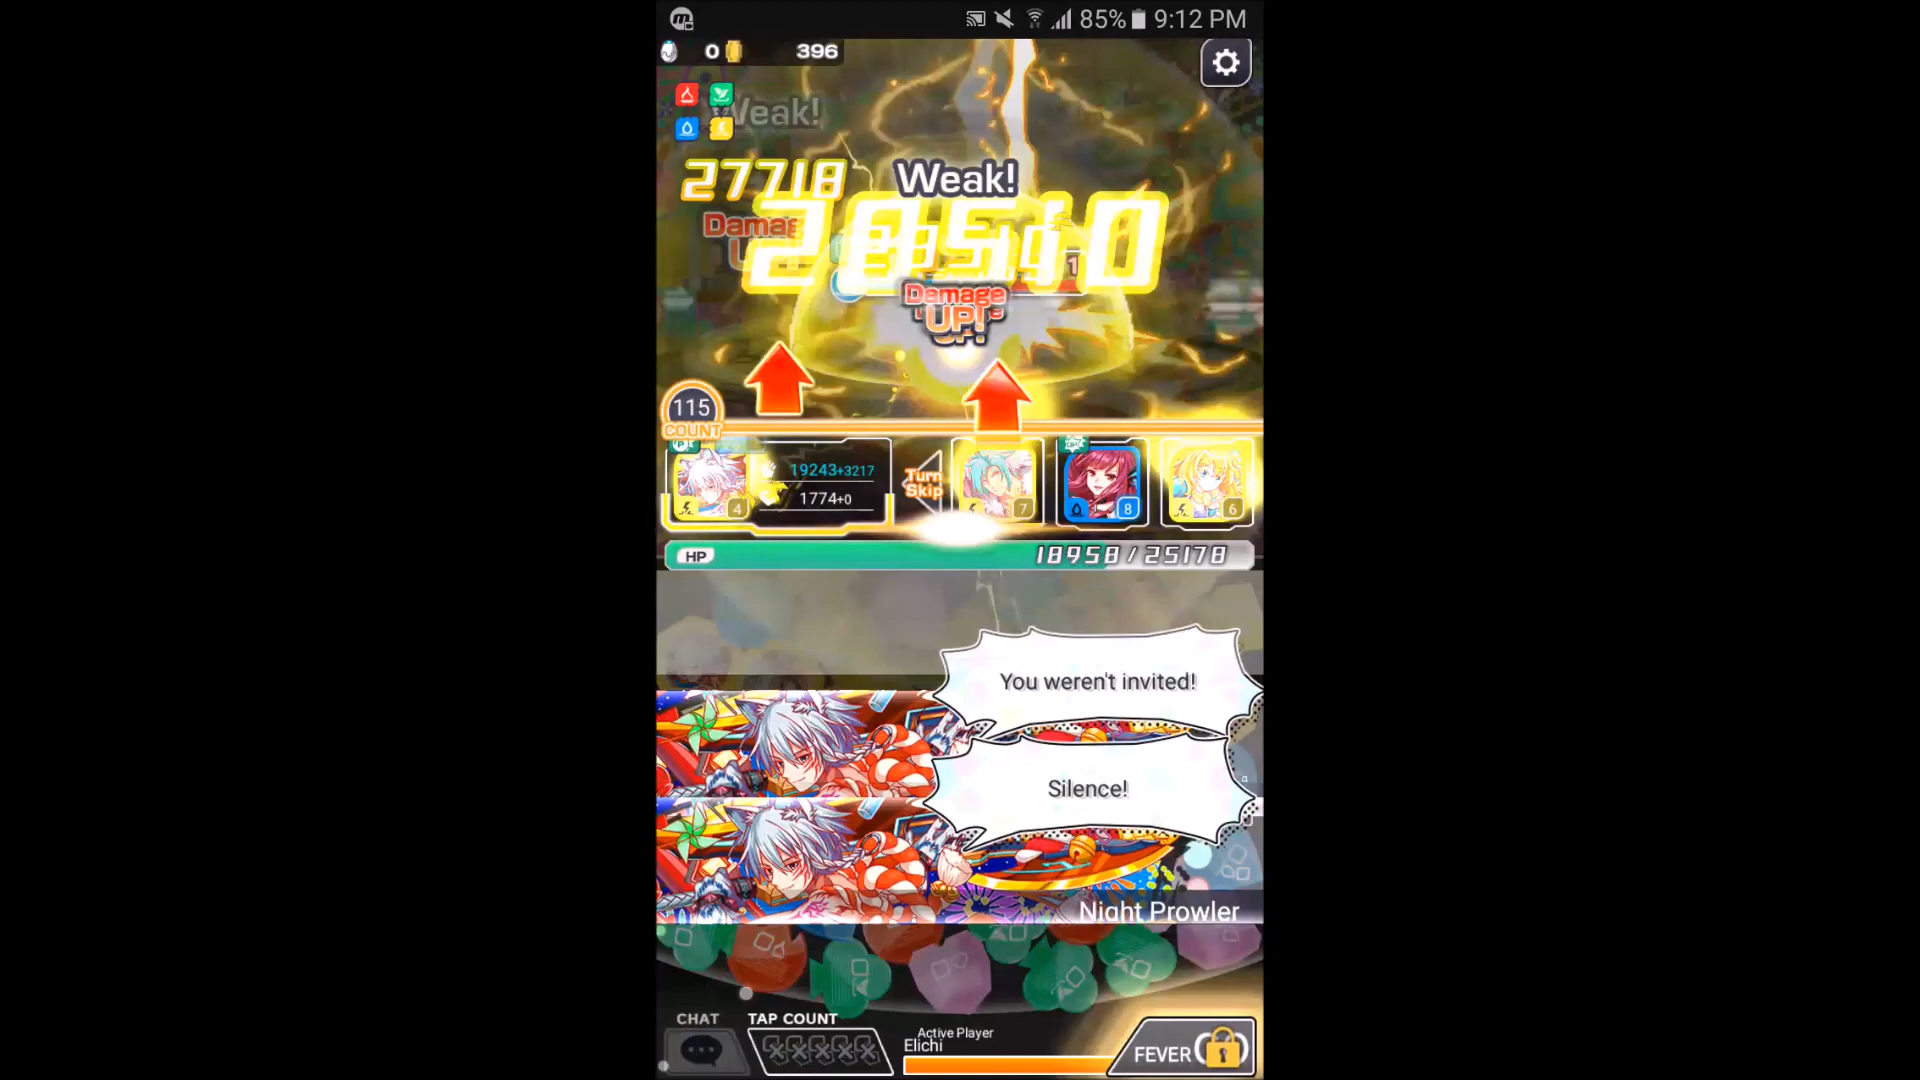 85% 9:12 PM
0 396
Weak!
27718
Weak!
28510
Damage
UP!
115
COUNT
19243+3217
1774+0
Turn
Skip
4
7
8
6
HP
18958/25178
You weren't invited!
Silence!
Night Prowler
CHAT
TAP COUNT
Active Player
Elichi
FEVER